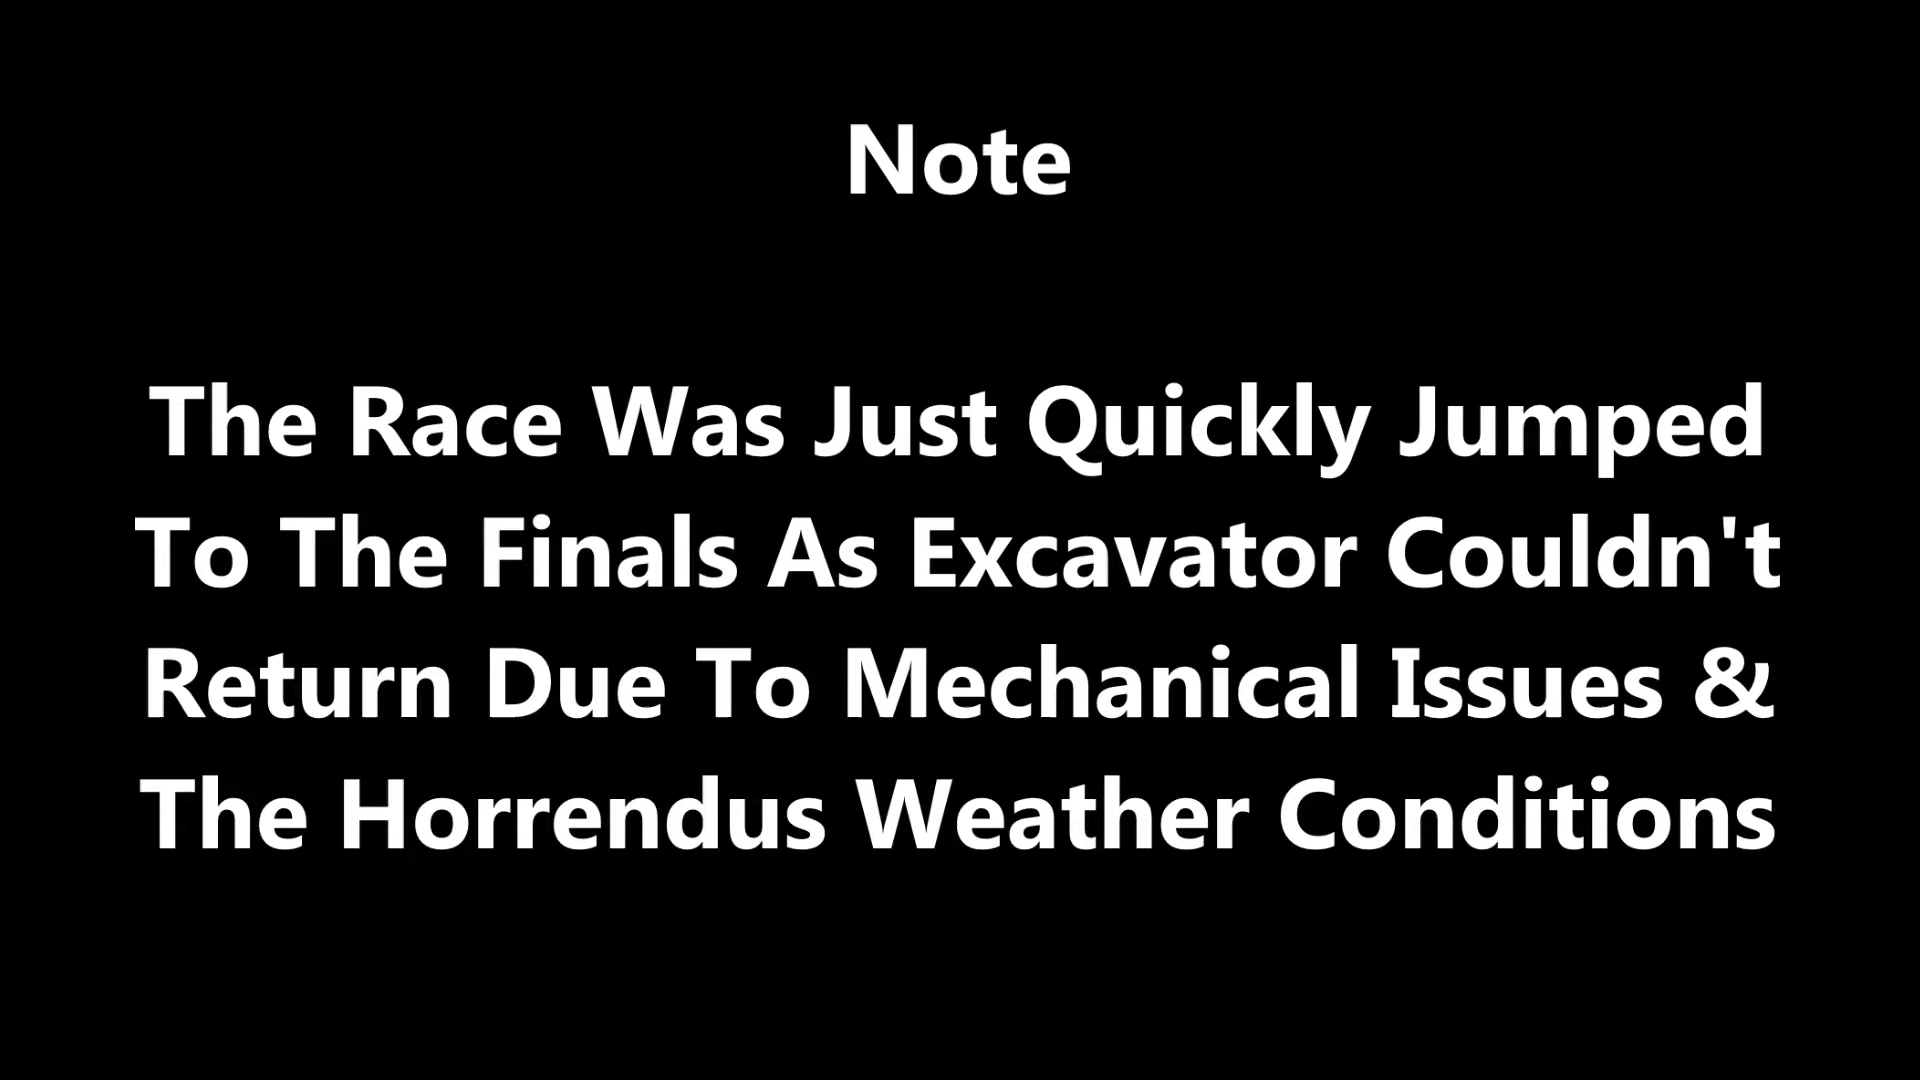 Note
The Race Was Just Quickly Jumped
To The Finals As Excavator Couldn't
Return Due To Mechanical Issues &
The Horrendus Weather Conditions